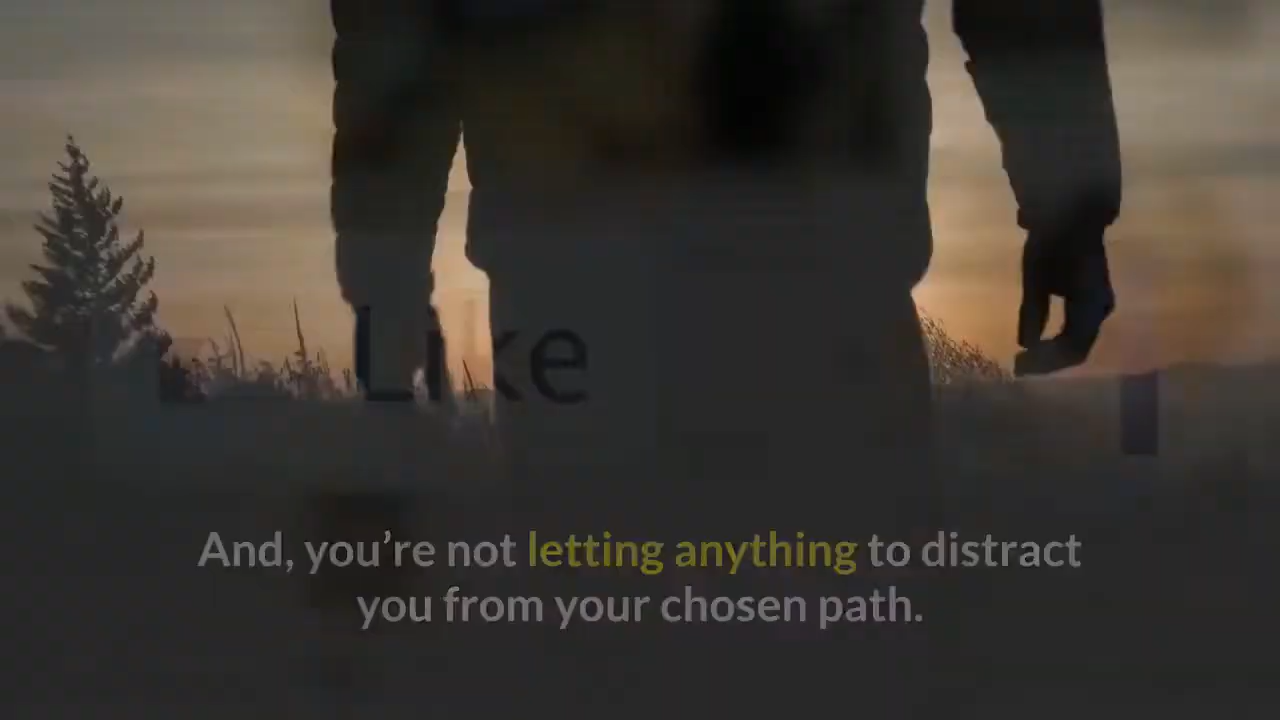 Like
And, you’re not letting anything to distract
you from your chosen path.